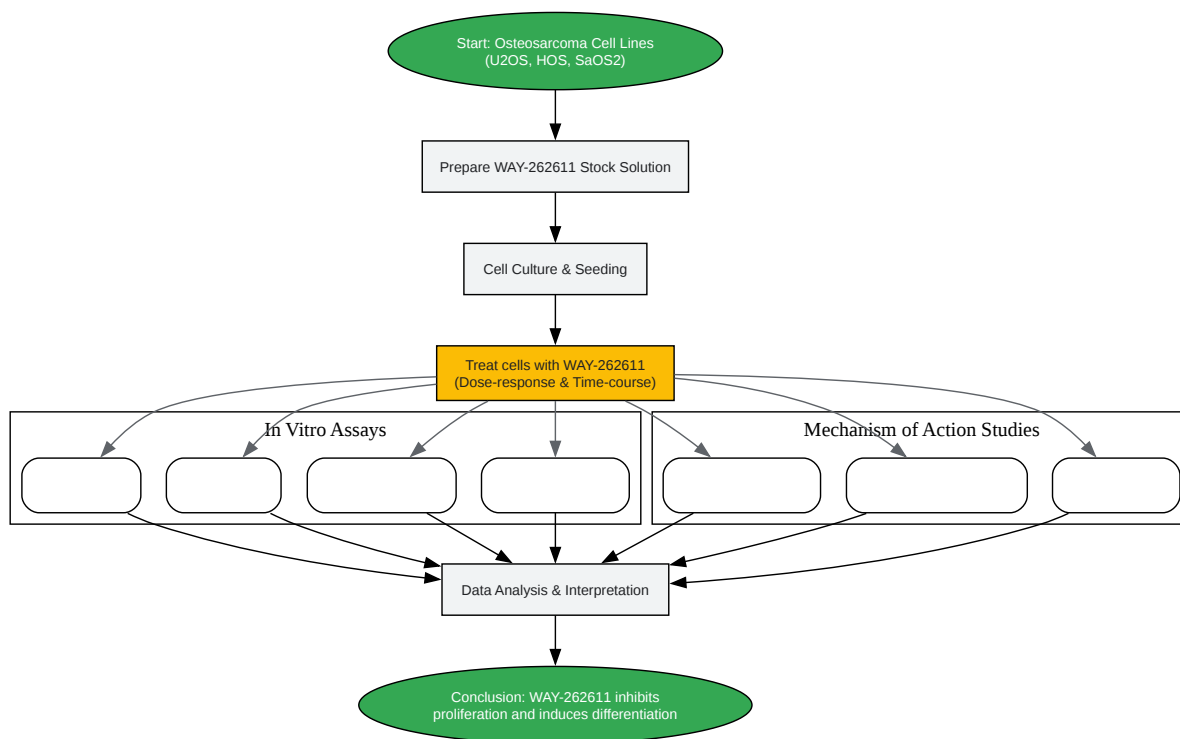 Start: Osteosarcoma Cell Lines
(U2OS, HOS, SaOS2)
Prepare WAY-262611 Stock Solution
Cell Culture & Seeding
Treat cells with WAY-262611
(Dose-response & Time-course)
In Vitro Assays
Mechanism of Action Studies
Data Analysis & Interpretation
Conclusion: WAY-262611 inhibits
proliferation and induces differentiation